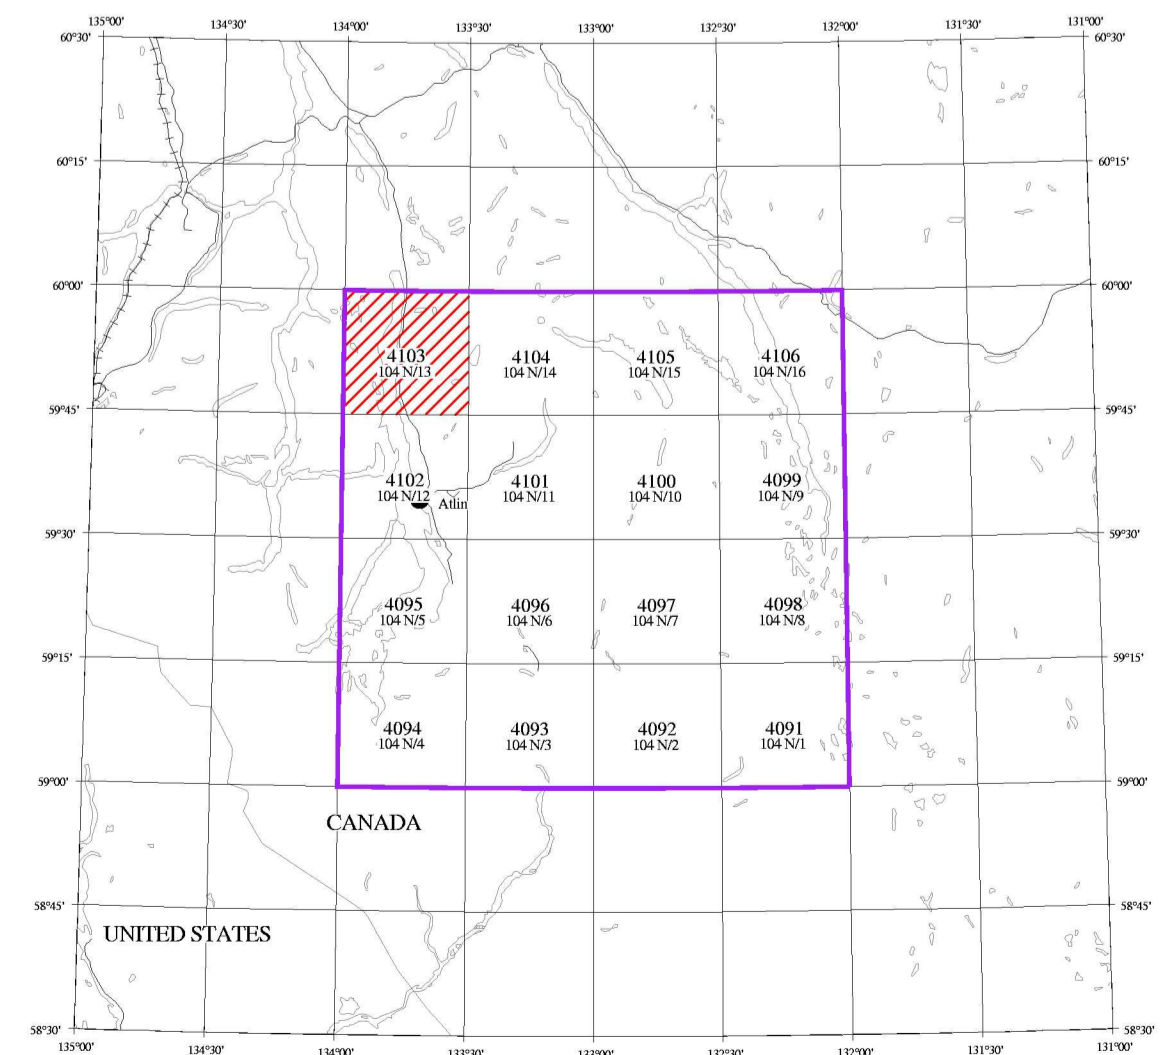 135°00' 134°30' 134°00' 133°30' 133°00' 132°30' 132°00' 131°30' 131°00'
60°30' 60°30'
60°15' 60°15'
60°00' 60°00'
4103 4104 4105 4106
104 N/13 104 N/14 104 N/15 104 N/16
59°45' 59°45'
4102 4101 4100 4099
104 N/12 104 N/11 104 N/10 104 N/9
Atlin
59°30' 59°30'
4095 4096 4097 4098
104 N/5 104 N/6 104 N/7 104 N/8
59°15' 59°15'
4094 4093 4092 4091
104 N/4 104 N/3 104 N/2 104 N/1
59°00' 59°00'
CANADA
58°45' 58°45'
UNITED STATES
58°30' 58°30'
135°00' 134°30' 134°00' 133°30' 133°00' 132°30' 132°00' 131°30' 131°00'